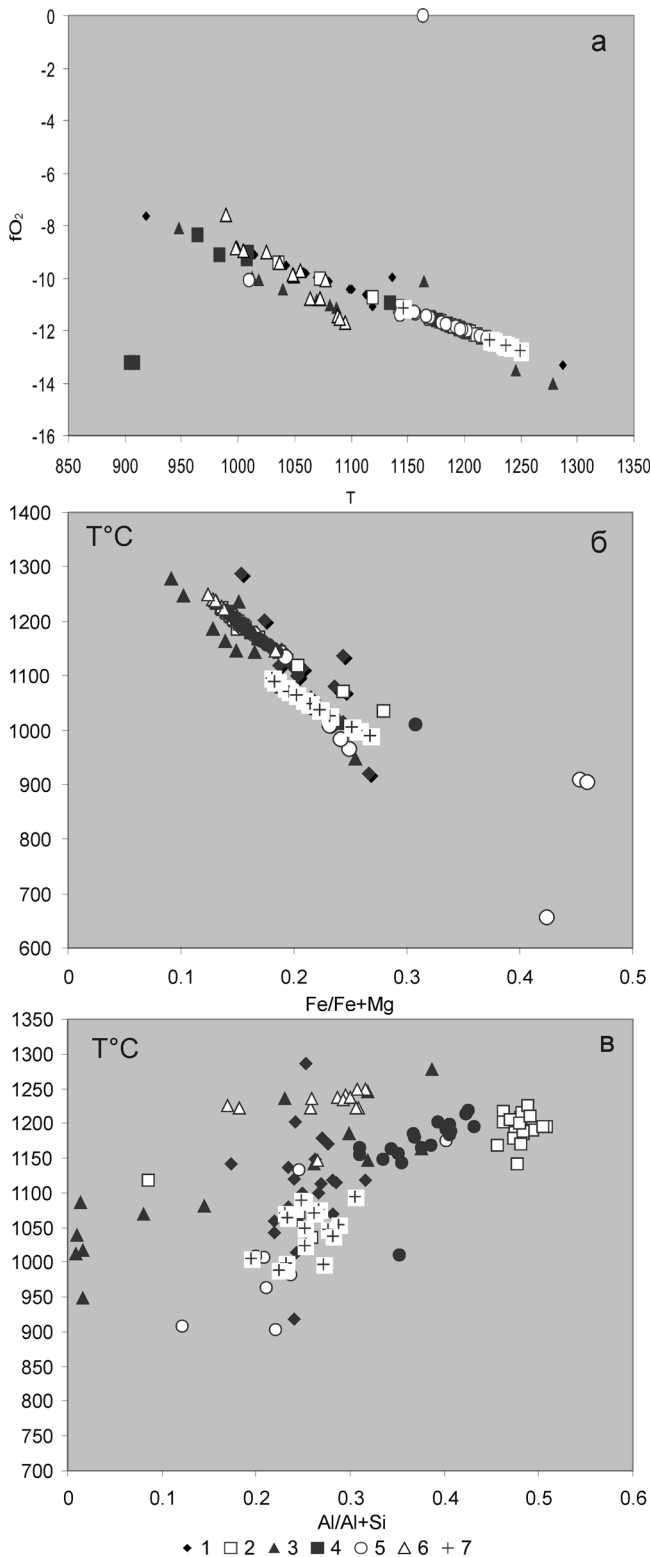 а
0
-2
-4
-6
fO₂
-8
-10
-12
-14
-16
850 900 950 1000 1050 1100 1150 1200 1250 1300 1350
T
1400
T°C б
1300
1200
1100
1000
900
800
700
600
0 0.1 0.2 0.3 0.4 0.5
Fe/Fe+Mg
1350
T°C в
1300
1250
1200
1150
1100
1050
1000
950
900
850
800
750
700
0 0.1 0.2 0.3 0.4 0.5 0.6
Al/Al+Si
1 2 3 4 5 6 7